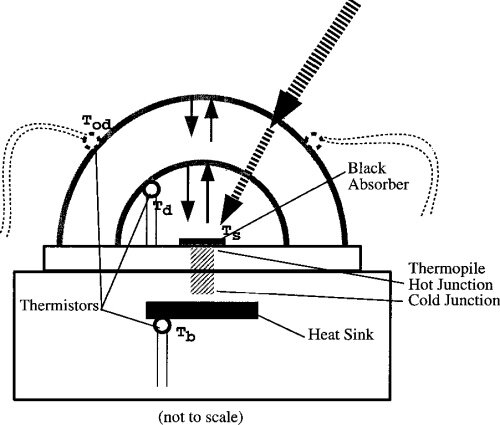 Tod
Black
Absorber
Td
Ts
Thermopile
Hot Junction
Cold Junction
Thermistors
Tb
Heat Sink
(not to scale)